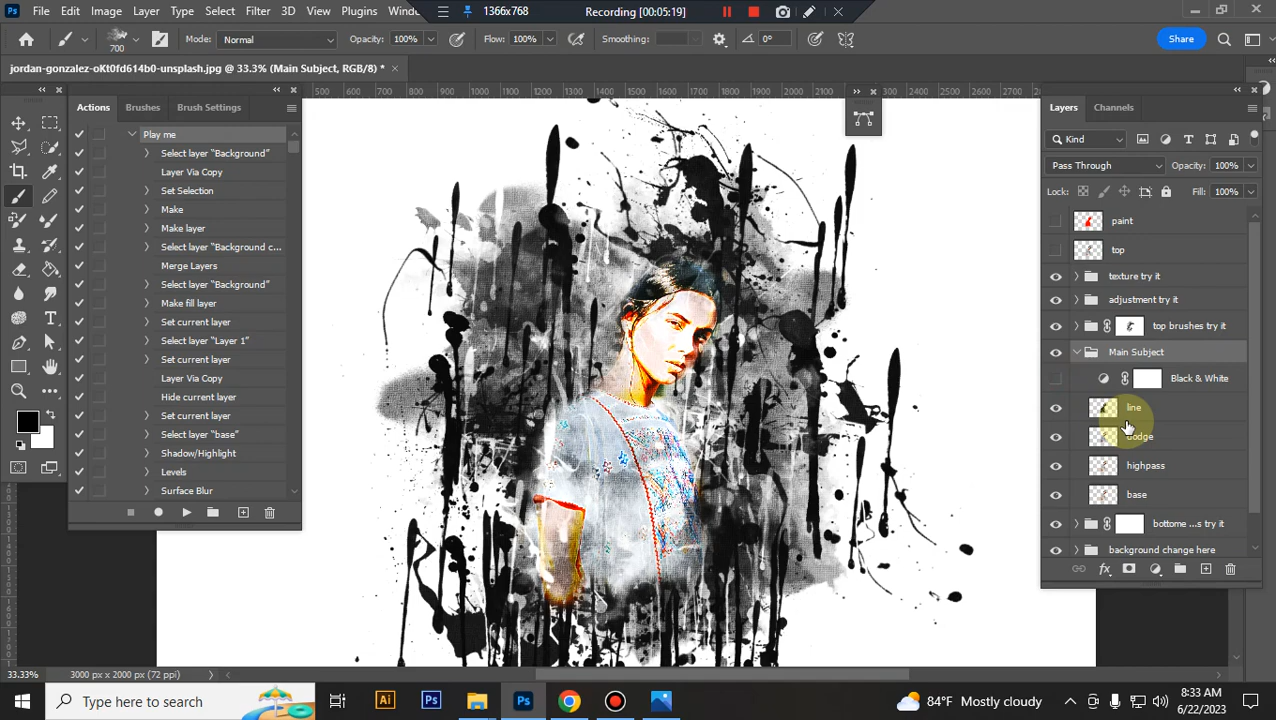 Recording [00:05:19]
1366x768
Ps File Edit Image Layer Type Select Filter 3D View Plugins Wind
700 Mode: Normal Opacity: 100% Flow: 100% Smoothing: 0° Share
jordan-gonzalez-oKt0fd614b0-unsplash.jpg @ 33.3% (Main Subject, RGB/8) *
Actions Brushes Brush Settings
Play me
Select layer "Background"
Layer Via Copy
Set Selection
Make
Make layer
Select layer "Background c...
Merge Layers
Select layer "Background"
Make fill layer
Set current layer
Select layer "Layer 1"
Set current layer
Layer Via Copy
Hide current layer
Set current layer
Select layer "base"
Shadow/Highlight
Levels
Surface Blur
500 700 800 900 1000 1100 1200 1300 1400 1500 1600 1700 1800 1900 2000 2100
Layers Channels
Kind
Pass Through Opacity: 100%
Lock: Fill: 100%
paint
top
texture try it
adjustment try it
top brushes try it
Main Subject
Black & White
line
dodge
highpass
base
bottome ...s try it
background change here
33.33% 3000 px x 2000 px (72 ppi)
Type here to search
Ai Ps Ps
84°F Mostly cloudy
8:33 AM
6/22/2023